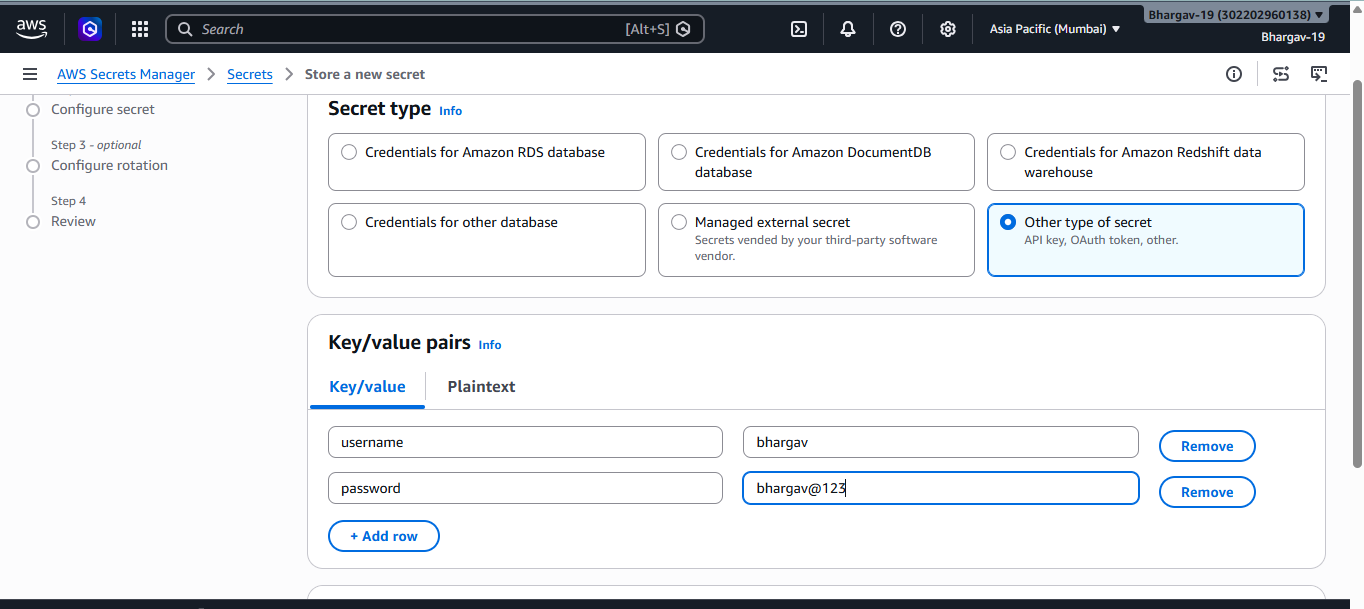 aws
Search
[Alt+S]
Asia Pacific (Mumbai) ▼
Bhargav-19 (302202960138) ▼
Bhargav-19
AWS Secrets Manager > Secrets > Store a new secret
Configure secret
Step 3 - optional
Configure rotation
Step 4
Review
Secret type Info
Credentials for Amazon RDS database
Credentials for Amazon DocumentDB
database
Credentials for Amazon Redshift data
warehouse
Credentials for other database
Managed external secret
Secrets vended by your third-party software
vendor.
Other type of secret
API key, OAuth token, other.
Key/value pairs Info
Key/value Plaintext
username bhargav Remove
password bhargav@123 Remove
+ Add row